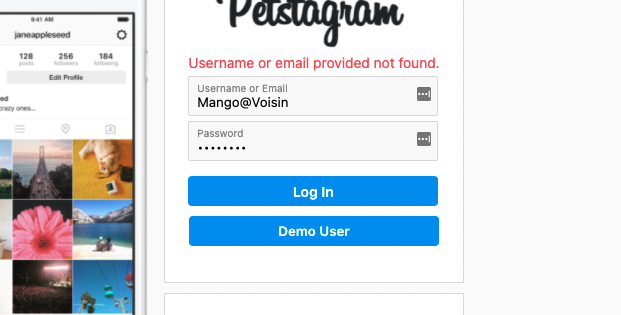 9:41 AM
janeappleseed
128 256 184
posts followers following
Edit Profile
crazy ones...
Petstagram
Username or email provided not found.
Username or Email
Mango@Voisin
Password
Log In
Demo User